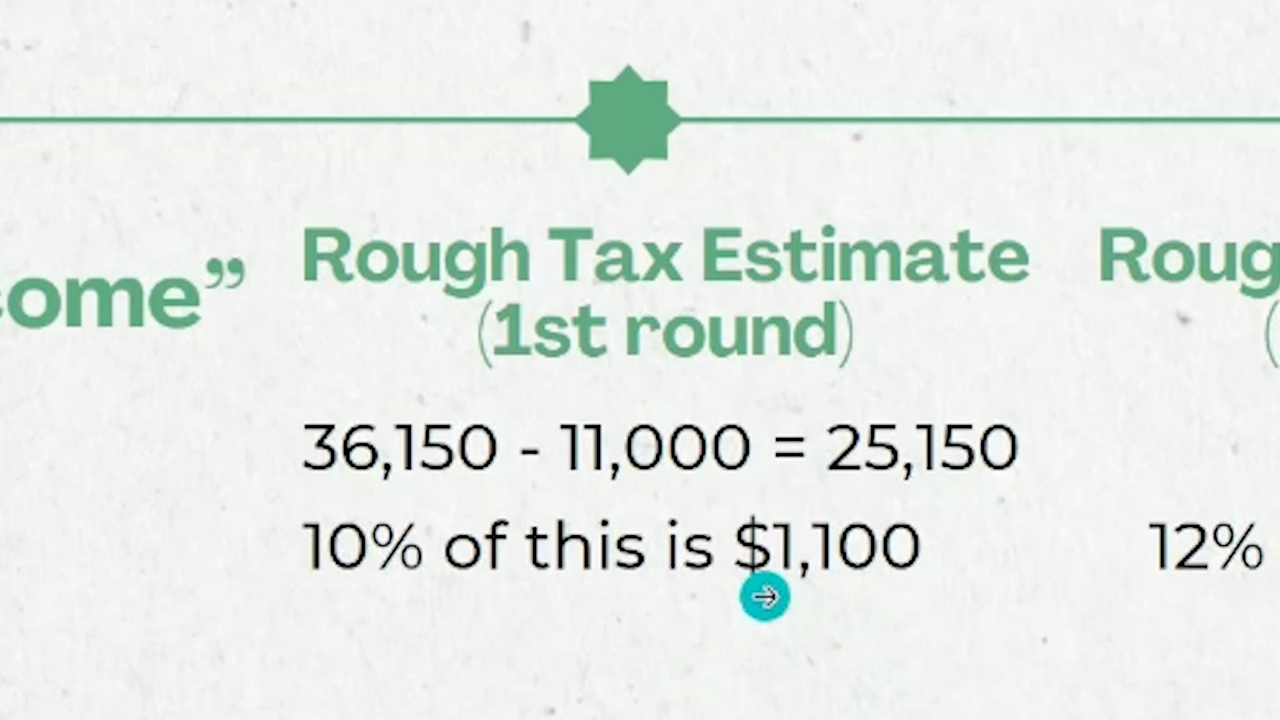 come”
Rough Tax Estimate
(1st round)
36,150 - 11,000 = 25,150
10% of this is $1,100
12%